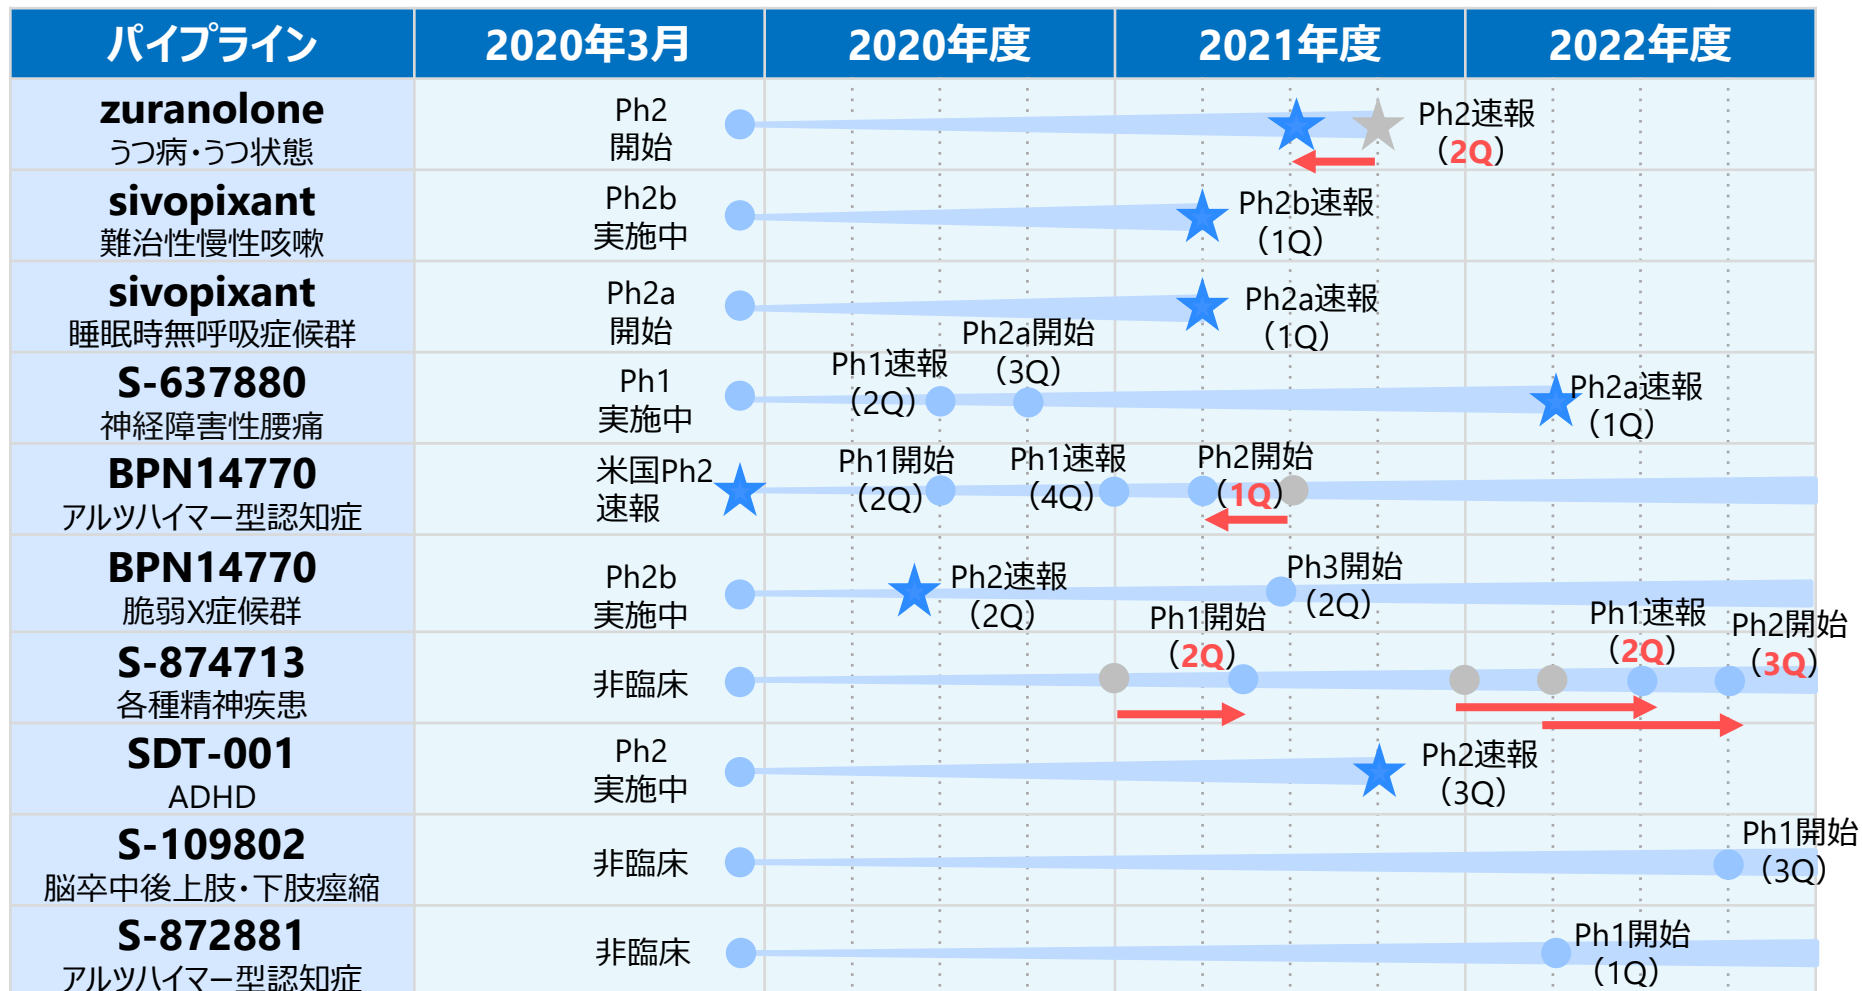 パイプライン 2020年3月 2020年度 2021年度 2022年度
zuranolone
うつ病・うつ状態
Ph2
開始
Ph2速報
（2Q）
sivopixant
難治性慢性咳嗽
Ph2b
実施中
Ph2b速報
（1Q）
sivopixant
睡眠時無呼吸症候群
Ph2a
開始
Ph2a速報
（1Q）
S-637880
神経障害性腰痛
Ph1
実施中
Ph1速報
（2Q）
Ph2a開始
（3Q）
Ph2a速報
（1Q）
BPN14770
アルツハイマー型認知症
米国Ph2
速報
Ph1開始
（2Q）
Ph1速報
（4Q）
Ph2開始
（1Q）
BPN14770
脆弱X症候群
Ph2b
実施中
Ph2速報
（2Q）
Ph3開始
（2Q）
S-874713
各種精神疾患
非臨床
Ph1開始
（2Q）
Ph1速報
（2Q）
Ph2開始
（3Q）
SDT-001
ADHD
Ph2
実施中
Ph2速報
（3Q）
S-109802
脳卒中後上肢・下肢痙縮
非臨床
Ph1開始
（3Q）
S-872881
アルツハイマー型認知症
非臨床
Ph1開始
（1Q）